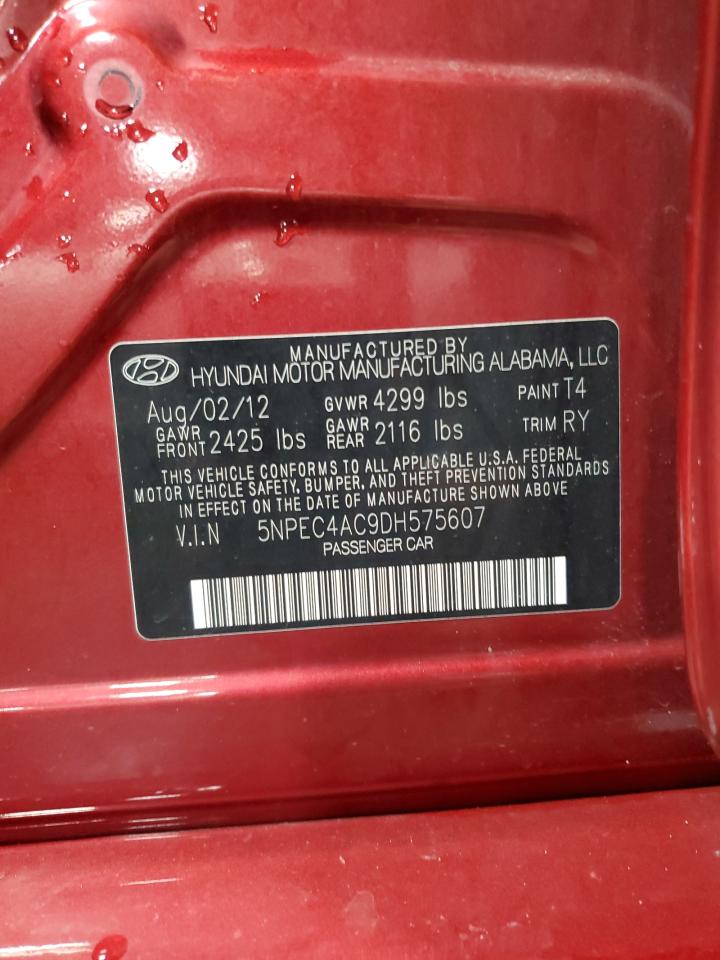 MANUFACTURED BY
HYUNDAI MOTOR MANUFACTURING ALABAMA, LLC
Aug/02/12 GVWR 4299 lbs PAINT T4
GAWR FRONT 2425 lbs GAWR REAR 2116 lbs TRIM RY
THIS VEHICLE CONFORMS TO ALL APPLICABLE U.S.A. FEDERAL
MOTOR VEHICLE SAFETY, BUMPER, AND THEFT PREVENTION STANDARDS
IN EFFECT ON THE DATE OF MANUFACTURE SHOWN ABOVE
V.I.N 5NPEC4AC9DH575607
PASSENGER CAR